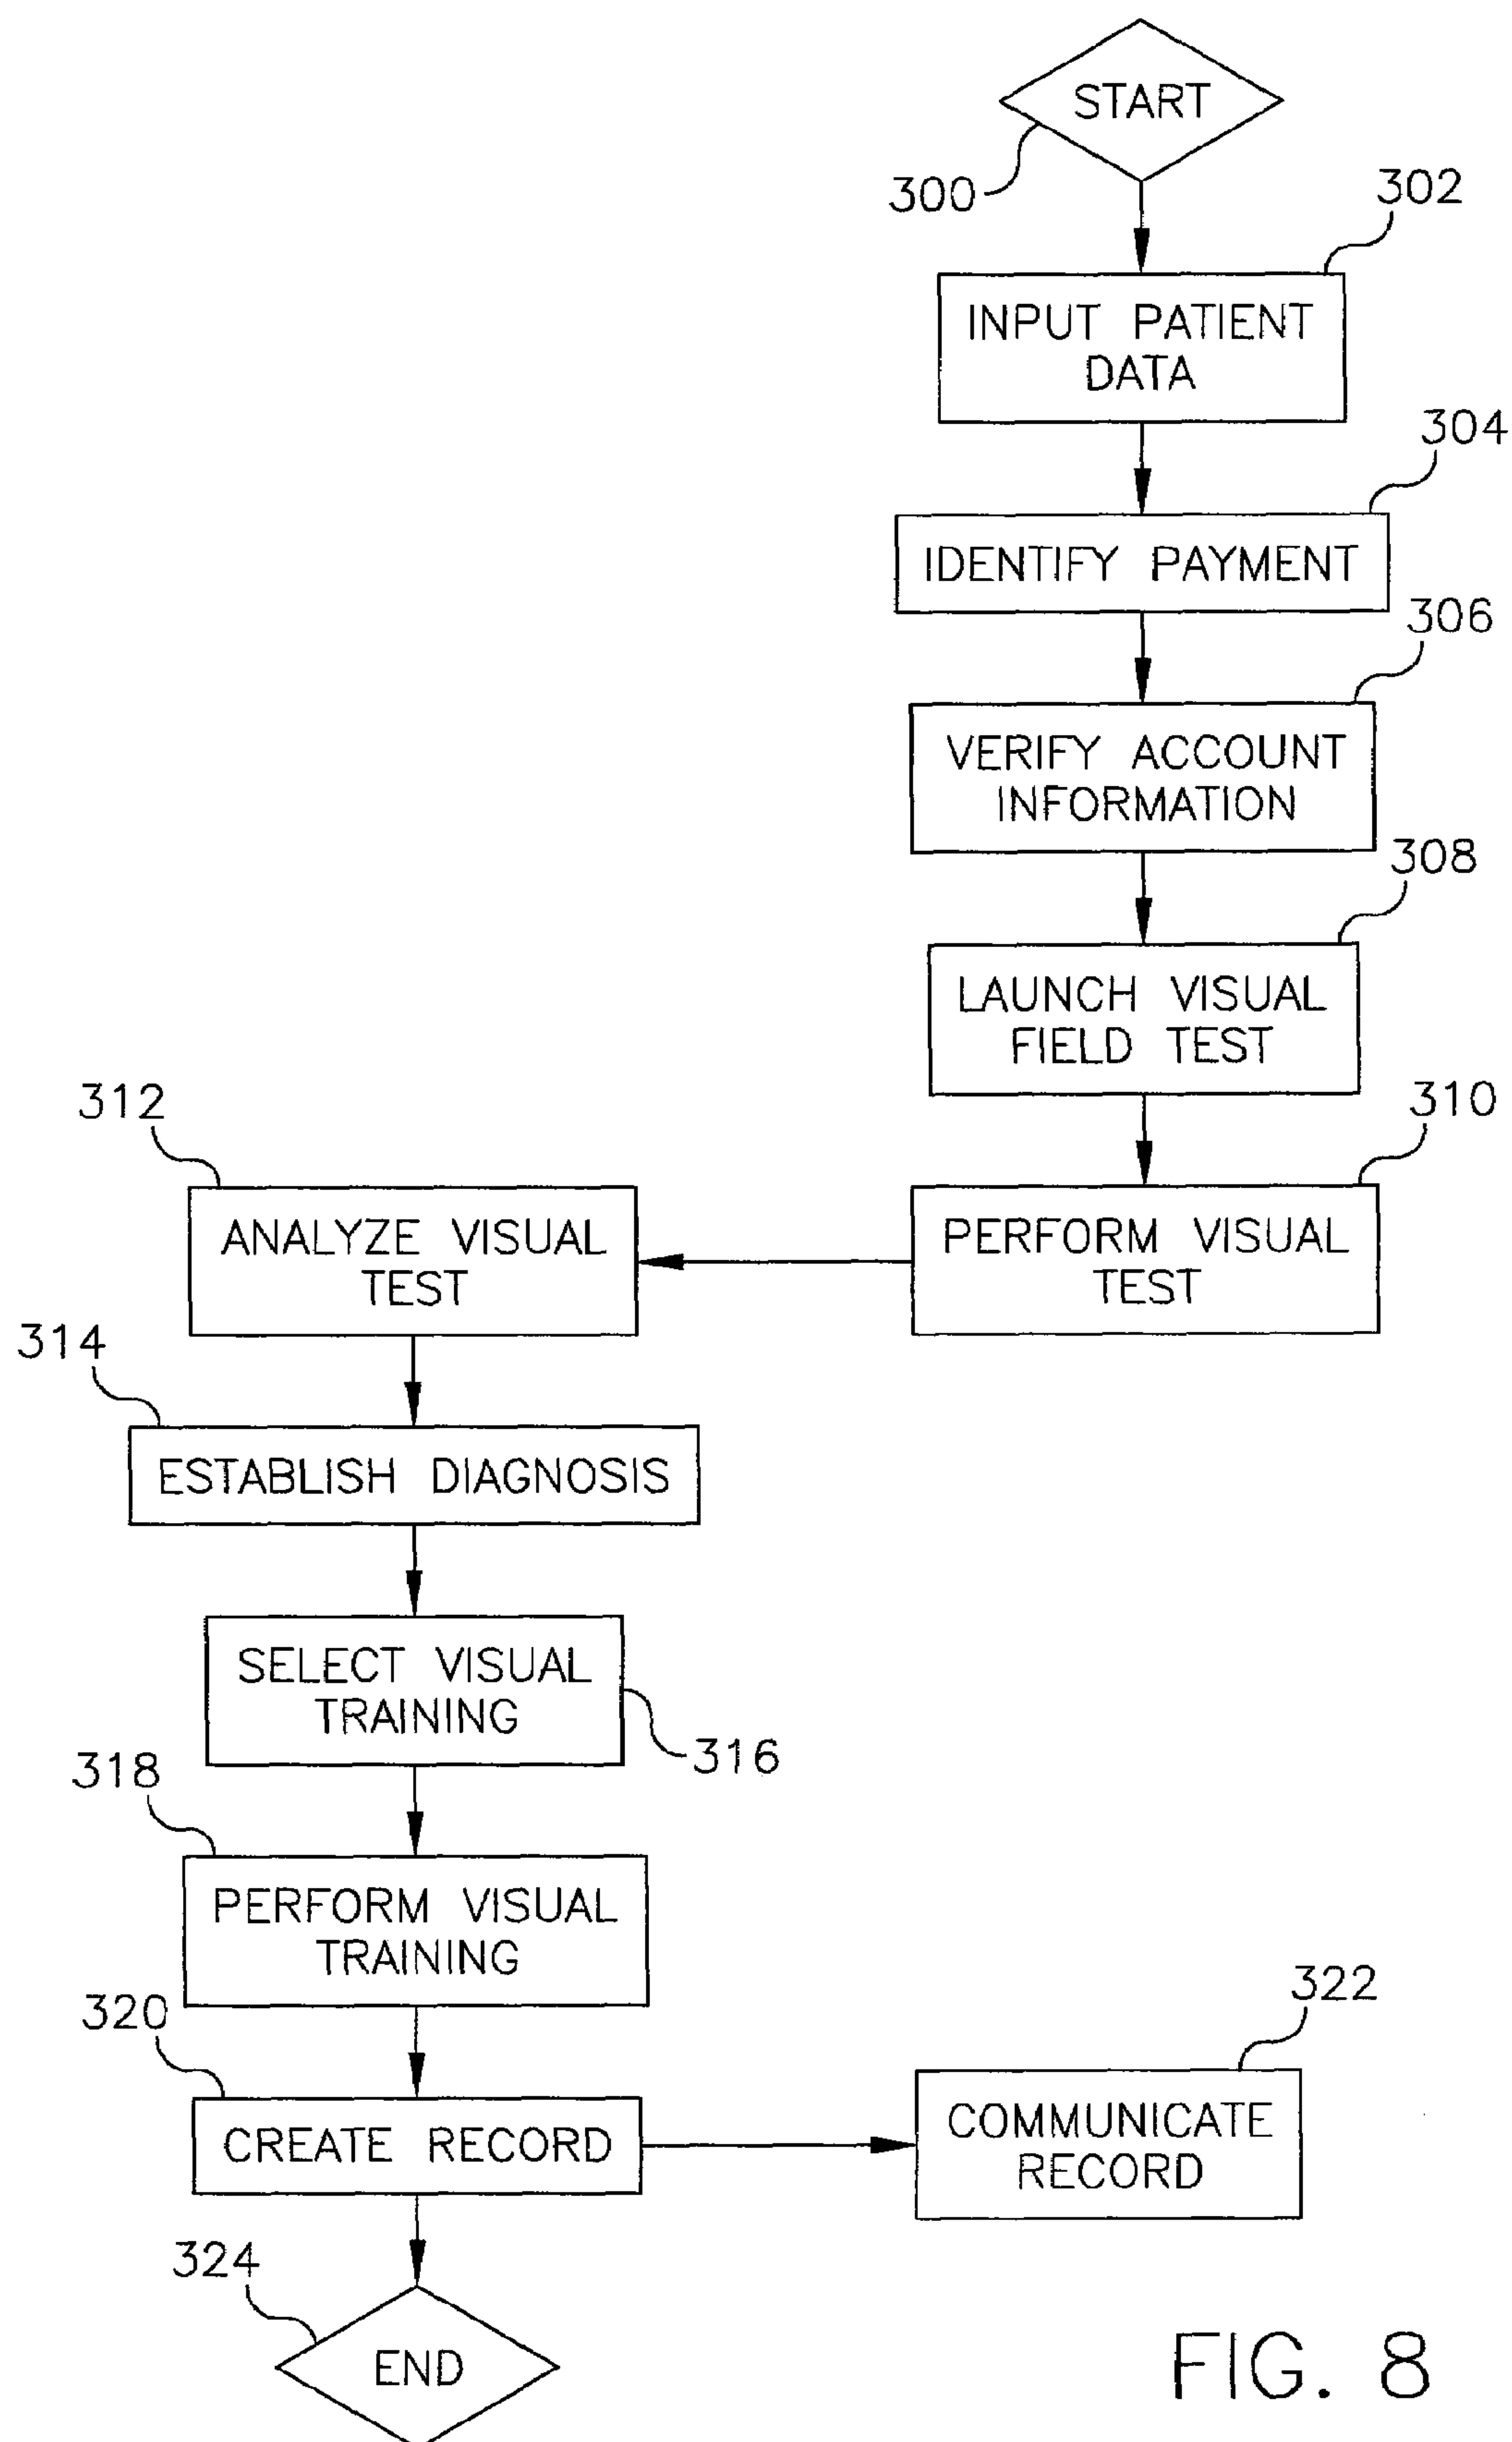 START
300
302
INPUT PATIENT
DATA
304
IDENTIFY PAYMENT
306
VERIFY ACCOUNT
INFORMATION
308
LAUNCH VISUAL
FIELD TEST
310
PERFORM VISUAL
TEST
312
ANALYZE VISUAL
TEST
314
ESTABLISH DIAGNOSIS
SELECT VISUAL
TRAINING
316
318
PERFORM VISUAL
TRAINING
320
CREATE RECORD
322
COMMUNICATE
RECORD
324
END
FIG. 8